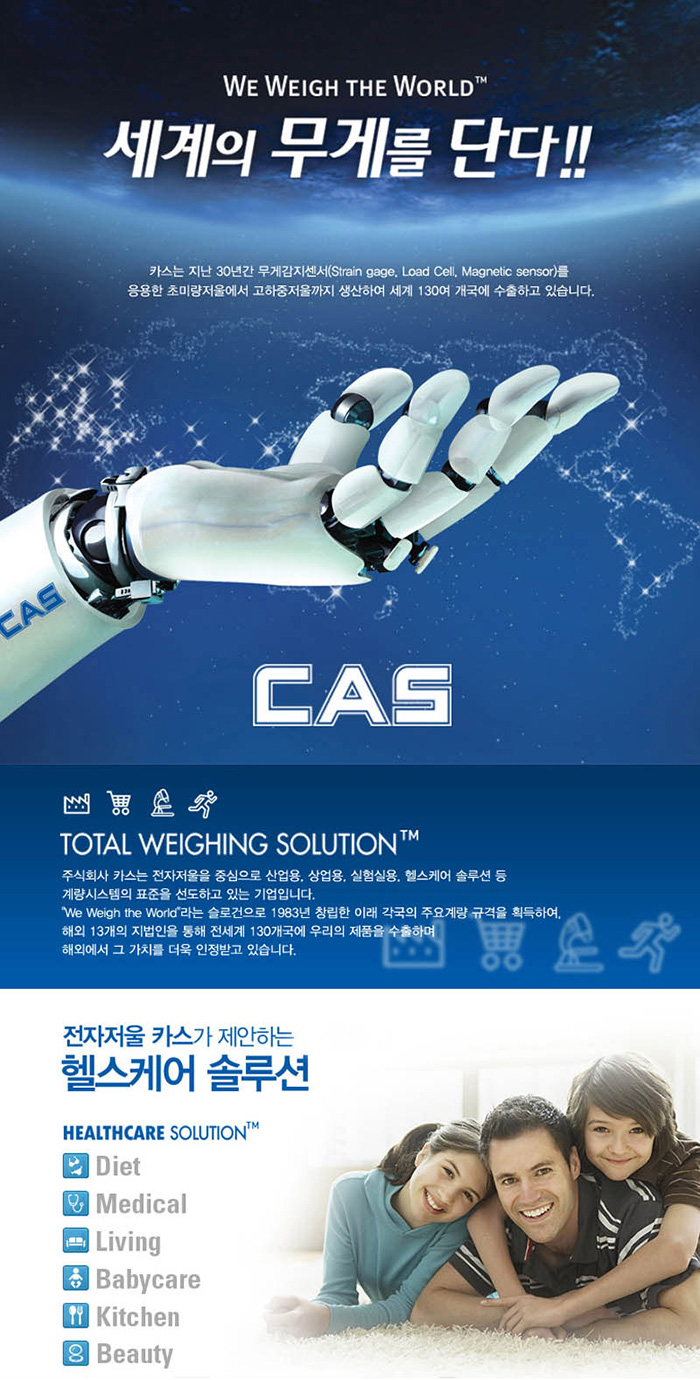 WE WEIGH THE WORLD™
세계의 무게를 단다!!
카스는 지난 30년간 무게감지센서(Strain gage, Load Cell, Magnetic sensor)를
응용한 초미량저울에서 고하중저울까지 생산하여 세계 130여 개국에 수출하고 있습니다.
CAS
CAS
TOTAL WEIGHING SOLUTION™
주식회사 카스는 전자저울을 중심으로 산업용, 상업용, 실험실용, 헬스케어 솔루션 등
계량시스템의 표준을 선도하고 있는 기업입니다.
"We Weigh the World"라는 슬로건으로 1983년 창립한 이래 각국의 주요계량 규격을 획득하여,
해외 13개의 지법인을 통해 전세계 130개국에 우리의 제품을 수출하며
해외에서 그 가치를 더욱 인정받고 있습니다.
전자저울 카스가 제안하는
헬스케어 솔루션
HEALTHCARE SOLUTION™
Diet
Medical
Living
Babycare
Kitchen
Beauty